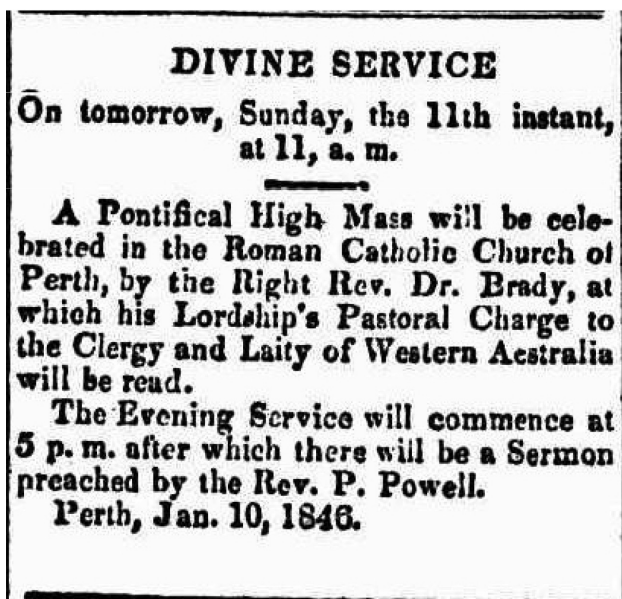 DIVINE SERVICE
On tomorrow, Sunday, the 11th instant,
at 11, a. m.
A Pontifical High Mass will be cele-
brated in the Roman Catholic Church of
Perth, by the Right Rev. Dr. Brady, at
which his Lordship's Pastoral Charge to
the Clergy and Laity of Western Aestralia
will be read.
The Evening Service will commence at
5 p. m. after which there will be a Sermon
preached by the Rev. P. Powell.
Perth, Jan. 10, 1846.